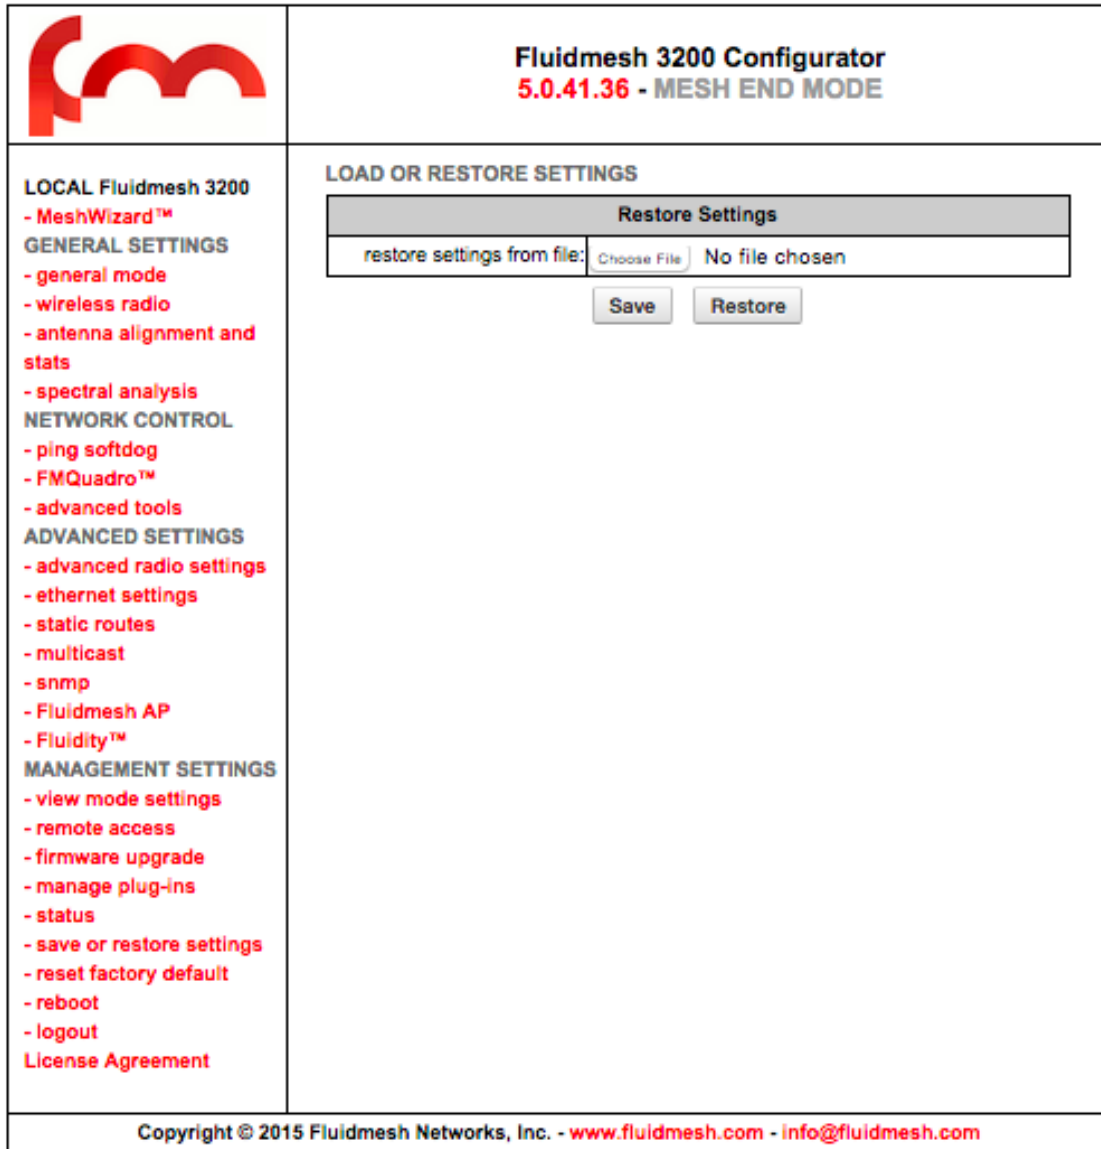 fm
Fluidmesh 3200 Configurator
5.0.41.36 - MESH END MODE
LOCAL Fluidmesh 3200
- MeshWizard™
GENERAL SETTINGS
- general mode
- wireless radio
- antenna alignment and
stats
- spectral analysis
NETWORK CONTROL
- ping softdog
- FMQuadro™
- advanced tools
ADVANCED SETTINGS
- advanced radio settings
- ethernet settings
- static routes
- multicast
- snmp
- Fluidmesh AP
- Fluidity™
MANAGEMENT SETTINGS
- view mode settings
- remote access
- firmware upgrade
- manage plug-ins
- status
- save or restore settings
- reset factory default
- reboot
- logout
License Agreement
LOAD OR RESTORE SETTINGS
Restore Settings
restore settings from file: Choose File No file chosen
Save Restore
Copyright © 2015 Fluidmesh Networks, Inc. - www.fluidmesh.com - info@fluidmesh.com